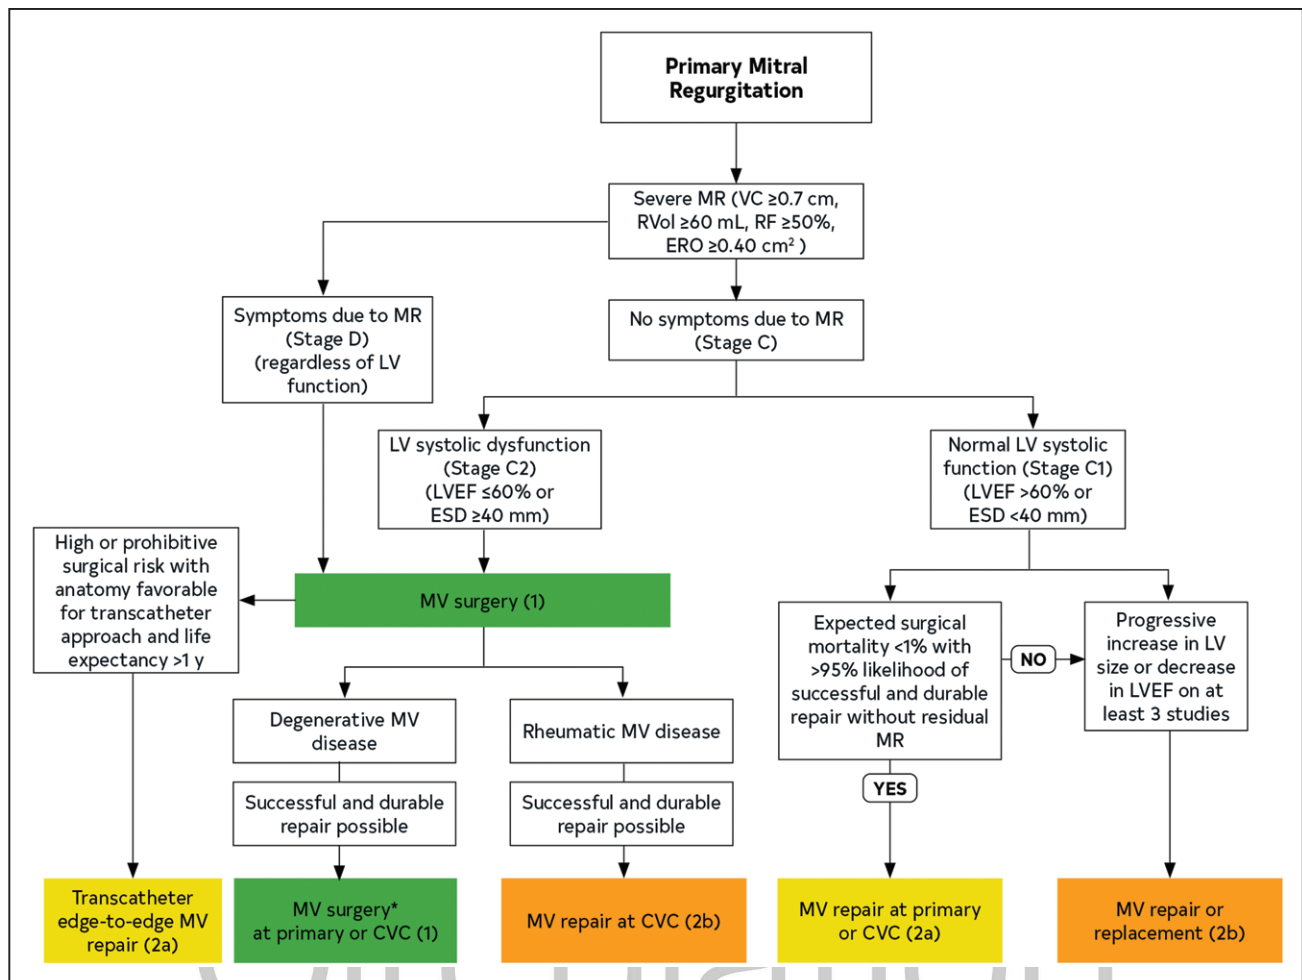 Primary Mitral
Regurgitation
Severe MR (VC ≥0.7 cm,
RVol ≥60 mL, RF ≥50%,
ERO ≥0.40 cm² )
Symptoms due to MR
(Stage D)
(regardless of LV
function)
No symptoms due to MR
(Stage C)
LV systolic dysfunction
(Stage C2)
(LVEF ≤60% or
ESD ≥40 mm)
Normal LV systolic
function (Stage C1)
(LVEF >60% or
ESD <40 mm)
High or prohibitive
surgical risk with
anatomy favorable
for transcatheter
approach and life
expectancy >1 y
MV surgery (1)
Expected surgical
mortality <1% with
>95% likelihood of
successful and durable
repair without residual
MR
NO
Progressive
increase in LV
size or decrease
in LVEF on at
least 3 studies
Degenerative MV
disease
Rheumatic MV disease
YES
Successful and durable
repair possible
Successful and durable
repair possible
Transcatheter
edge-to-edge MV
repair (2a)
MV surgery*
at primary or CVC (1)
MV repair at CVC (2b)
MV repair at primary
or CVC (2a)
MV repair or
replacement (2b)